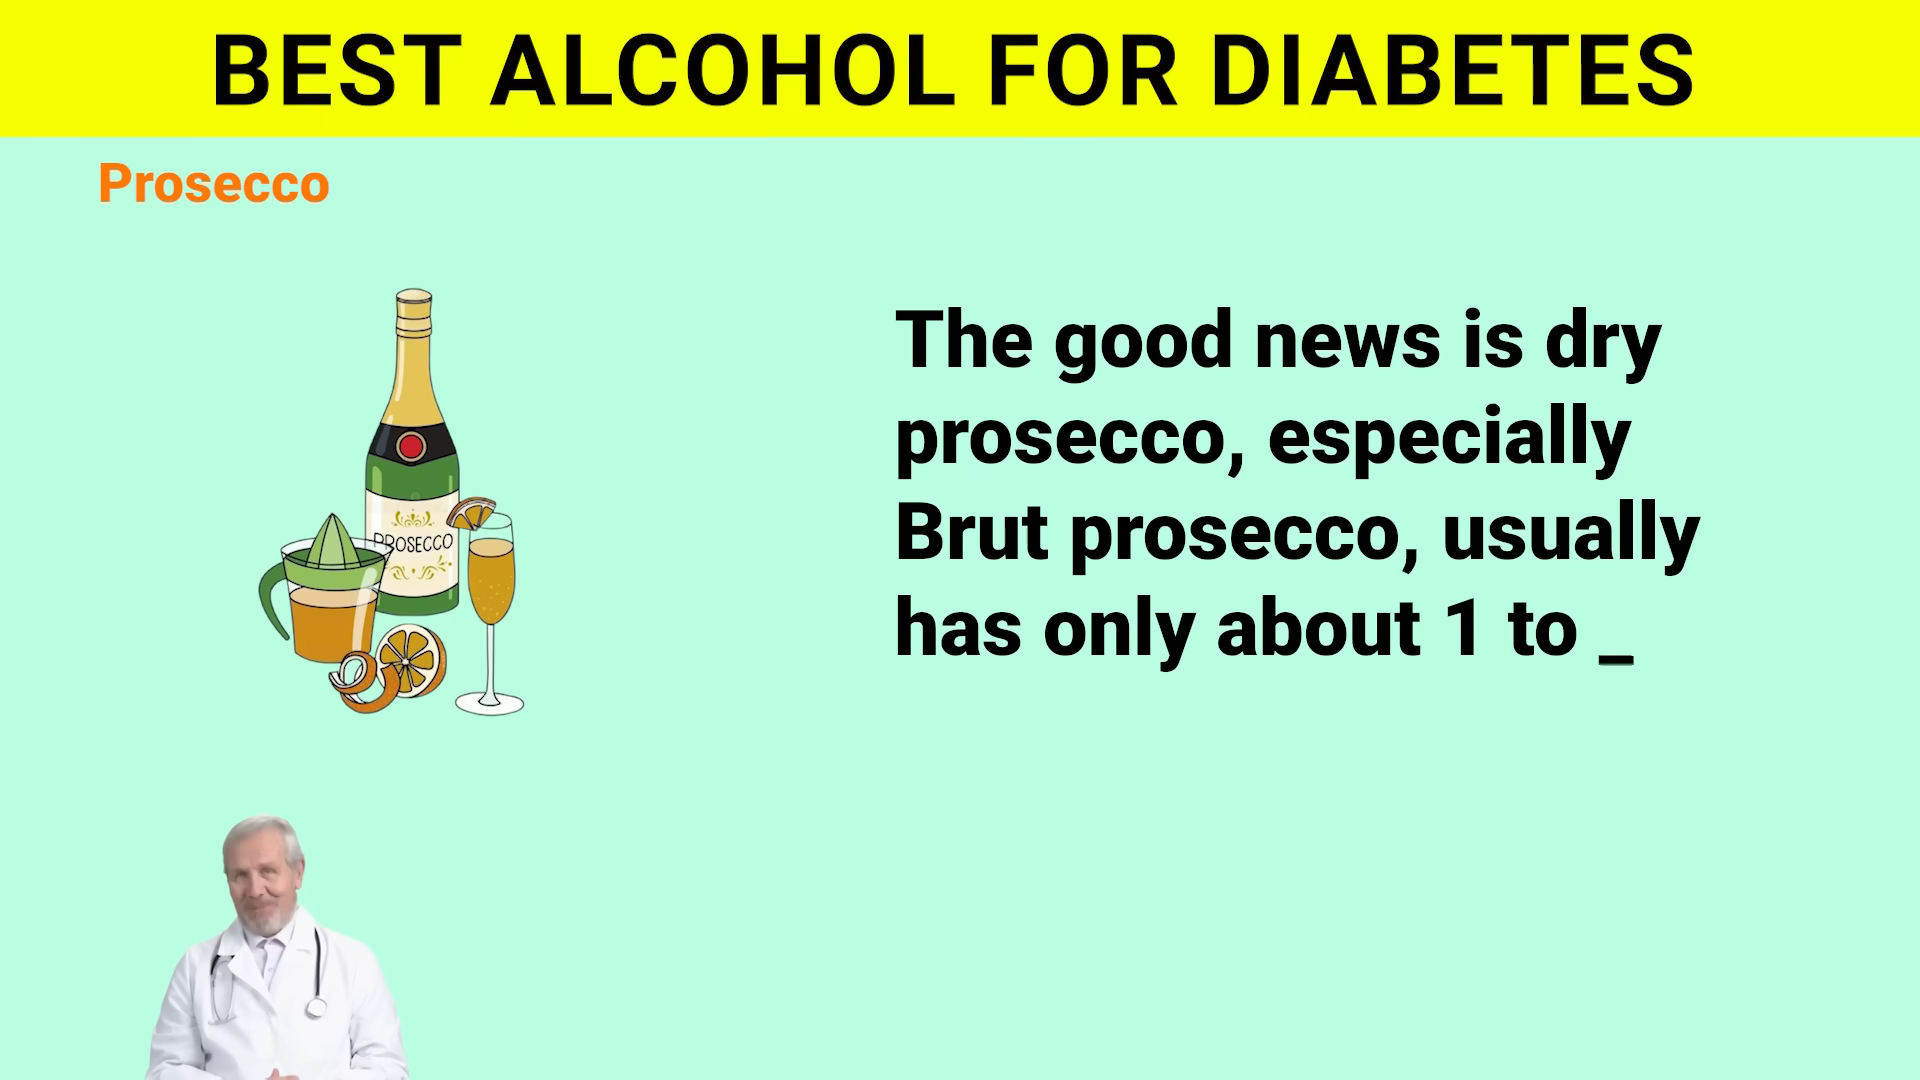 BEST ALCOHOL FOR DIABETES
Prosecco
The good news is dry
prosecco, especially
Brut prosecco, usually
has only about 1 to _
PROSECCO